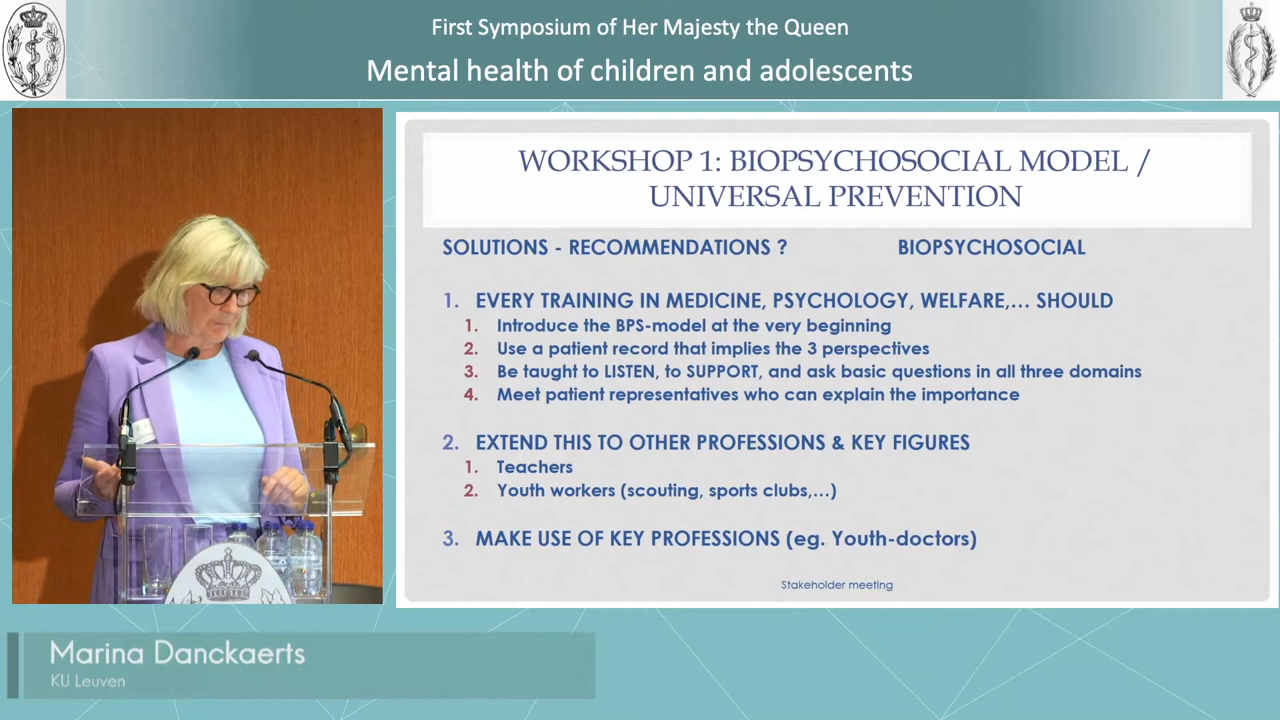 First Symposium of Her Majesty the Queen
Mental health of children and adolescents
WORKSHOP 1: BIOPSYCHOSOCIAL MODEL /
UNIVERSAL PREVENTION
SOLUTIONS - RECOMMENDATIONS ? BIOPSYCHOSOCIAL
1. EVERY TRAINING IN MEDICINE, PSYCHOLOGY, WELFARE,... SHOULD
1. Introduce the BPS-model at the very beginning
2. Use a patient record that implies the 3 perspectives
3. Be taught to LISTEN, to SUPPORT, and ask basic questions in all three domains
4. Meet patient representatives who can explain the importance
2. EXTEND THIS TO OTHER PROFESSIONS & KEY FIGURES
1. Teachers
2. Youth workers (scouting, sports clubs,...)
3. MAKE USE OF KEY PROFESSIONS (eg. Youth-doctors)
Stakeholder meeting
Marina Danckaerts
KU Leuven